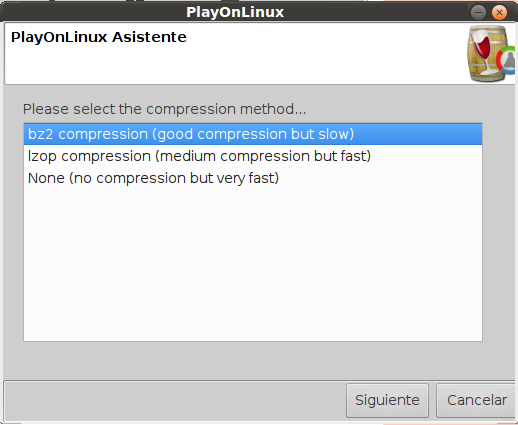 PlayOnLinux
PlayOnLinux Asistente
Please select the compression method...
bz2 compression (good compression but slow)
lzop compression (medium compression but fast)
None (no compression but very fast)
Siguiente
Cancelar